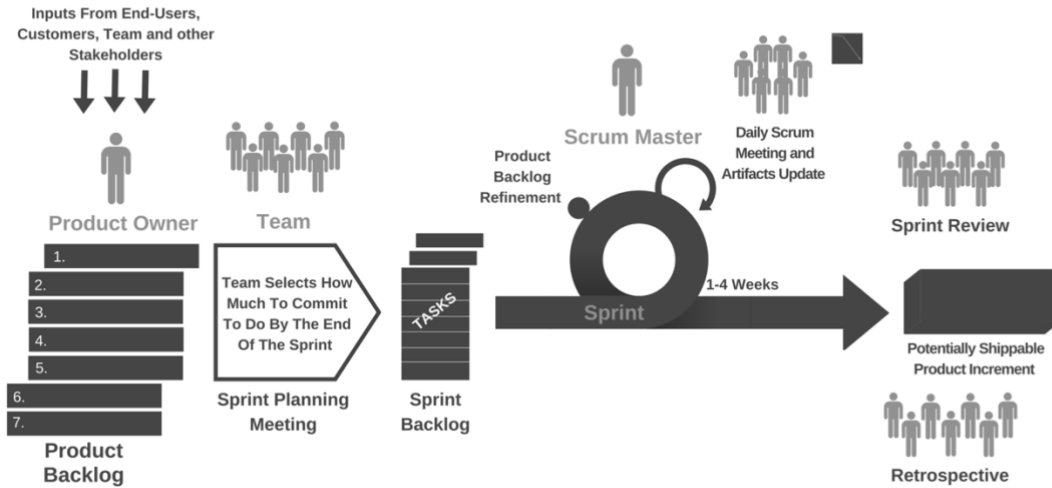 Inputs From End-Users,
Customers, Team and other
Stakeholders
Product Owner
1.
2.
3.
4.
5.
6.
7.
Product
Backlog
Team
Team Selects How
Much To Commit
To Do By The End
Of The Sprint
Sprint Planning
Meeting
TASKS
Sprint
Backlog
Product
Backlog
Refinement
Scrum Master
Daily Scrum
Meeting and
Artifacts Update
1-4 Weeks
Sprint
Sprint Review
Potentially Shippable
Product Increment
Retrospective